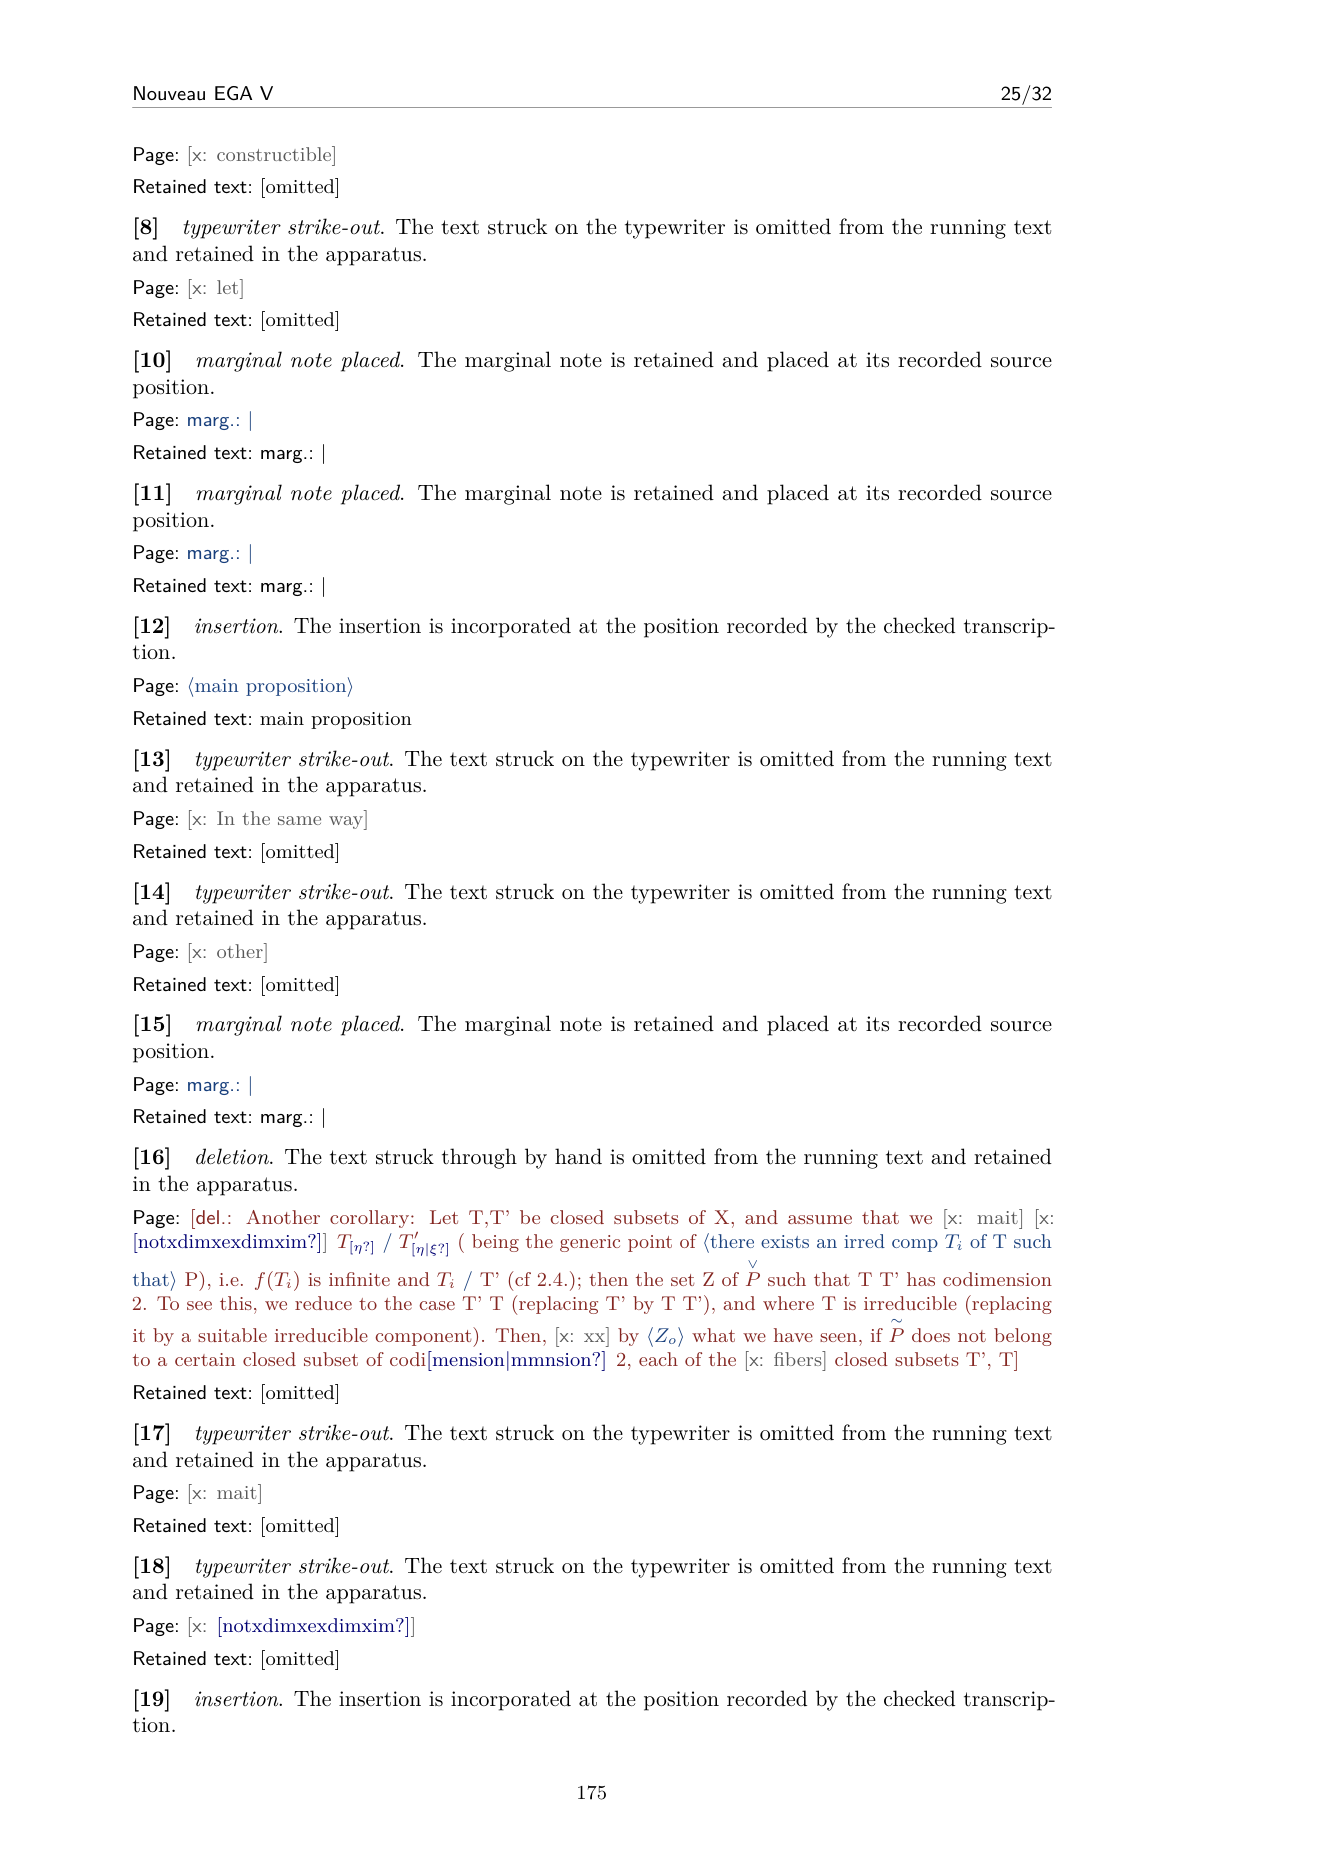 Nouveau EGA V 25/32
Page: [x: constructible]
Retained text: [omitted]
[8] typewriter strike-out. The text struck on the typewriter is omitted from the running text
and retained in the apparatus.
Page: [x: let]
Retained text: [omitted]
[10] marginal note placed. The marginal note is retained and placed at its recorded source
position.
Page: marg.: |
Retained text: marg.: |
[11] marginal note placed. The marginal note is retained and placed at its recorded source
position.
Page: marg.: |
Retained text: marg.: |
[12] insertion. The insertion is incorporated at the position recorded by the checked transcrip-
tion.
Page: ⟨main proposition⟩
Retained text: main proposition
[13] typewriter strike-out. The text struck on the typewriter is omitted from the running text
and retained in the apparatus.
Page: [x: In the same way]
Retained text: [omitted]
[14] typewriter strike-out. The text struck on the typewriter is omitted from the running text
and retained in the apparatus.
Page: [x: other]
Retained text: [omitted]
[15] marginal note placed. The marginal note is retained and placed at its recorded source
position.
Page: marg.: |
Retained text: marg.: |
[16] deletion. The text struck through by hand is omitted from the running text and retained
in the apparatus.
Page: [del.: Another corollary: Let T,T' be closed subsets of X, and assume that we [x: mait] [x:
[notxdimxexdimxim?]] T_{[η?]} / T'_{[η|ξ?]} ( being the generic point of ⟨there exists an irred comp T_i of T such
that⟩ P), i.e. f(T_i) is infinite and T_i / T' (cf 2.4.); then the set Z of P̌ such that T T' has codimension
2. To see this, we reduce to the case T' T (replacing T' by T T'), and where T is irreducible (replacing
it by a suitable irreducible component). Then, [x: xx] by ⟨Z_o⟩ what we have seen, if P̃ does not belong
to a certain closed subset of codi[mension|mmnsion?] 2, each of the [x: fibers] closed subsets T', T]
Retained text: [omitted]
[17] typewriter strike-out. The text struck on the typewriter is omitted from the running text
and retained in the apparatus.
Page: [x: mait]
Retained text: [omitted]
[18] typewriter strike-out. The text struck on the typewriter is omitted from the running text
and retained in the apparatus.
Page: [x: [notxdimxexdimxim?]]
Retained text: [omitted]
[19] insertion. The insertion is incorporated at the position recorded by the checked transcrip-
tion.
175